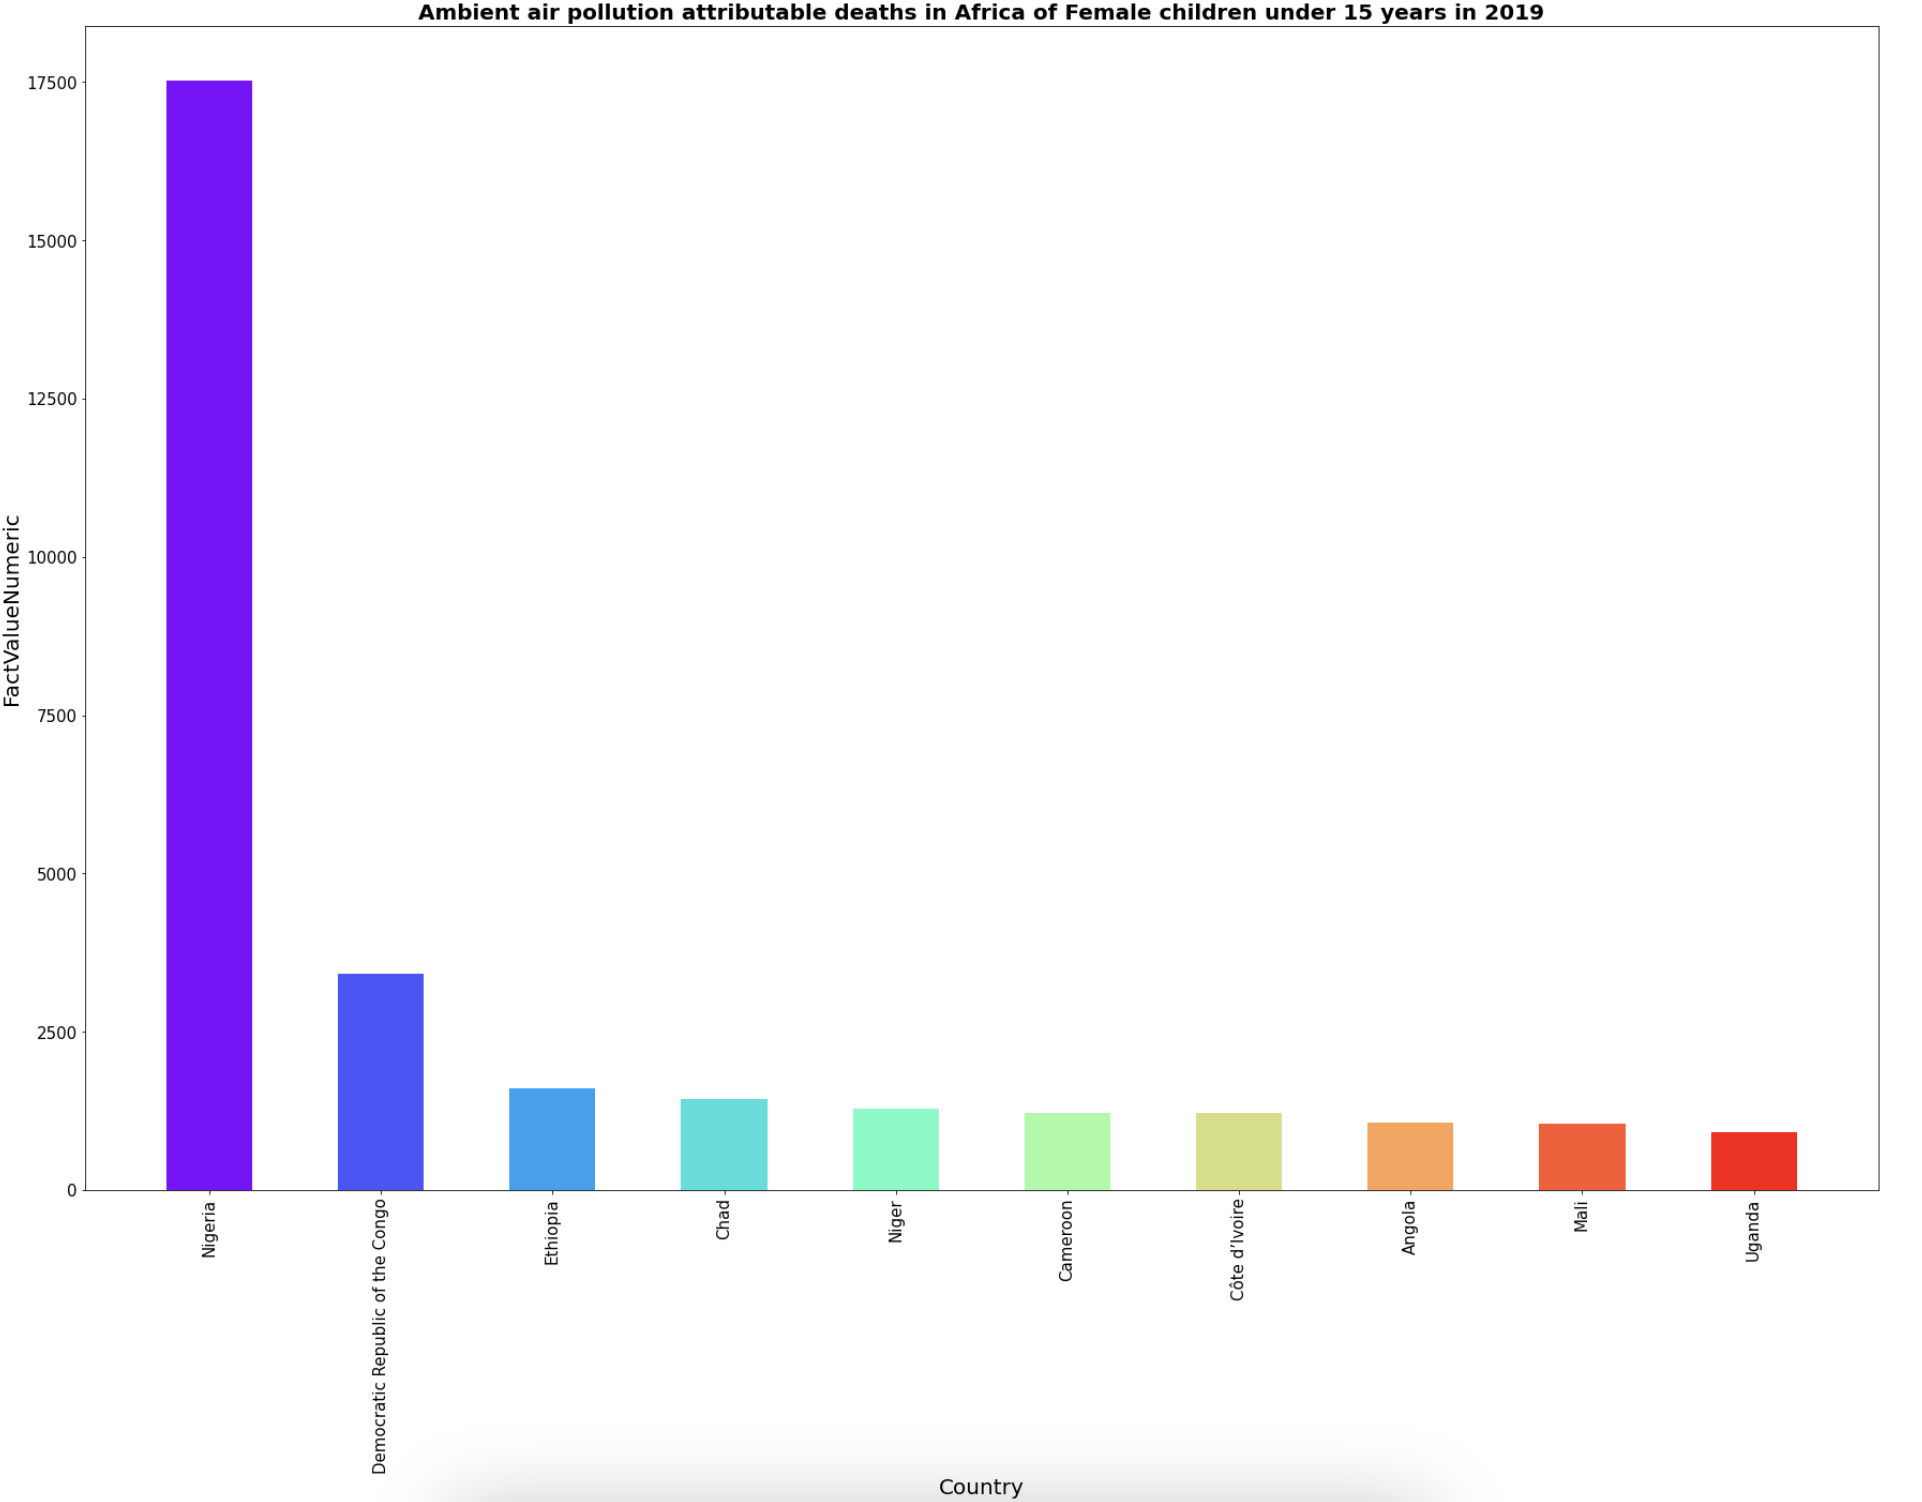 Ambient air pollution attributable deaths in Africa of Female children under 15 years in 2019
FactValueNumeric
17500
15000
12500
10000
7500
5000
2500
0
Nigeria
Democratic Republic of the Congo
Ethiopia
Chad
Niger
Cameroon
Côte d’Ivoire
Angola
Mali
Uganda
Country